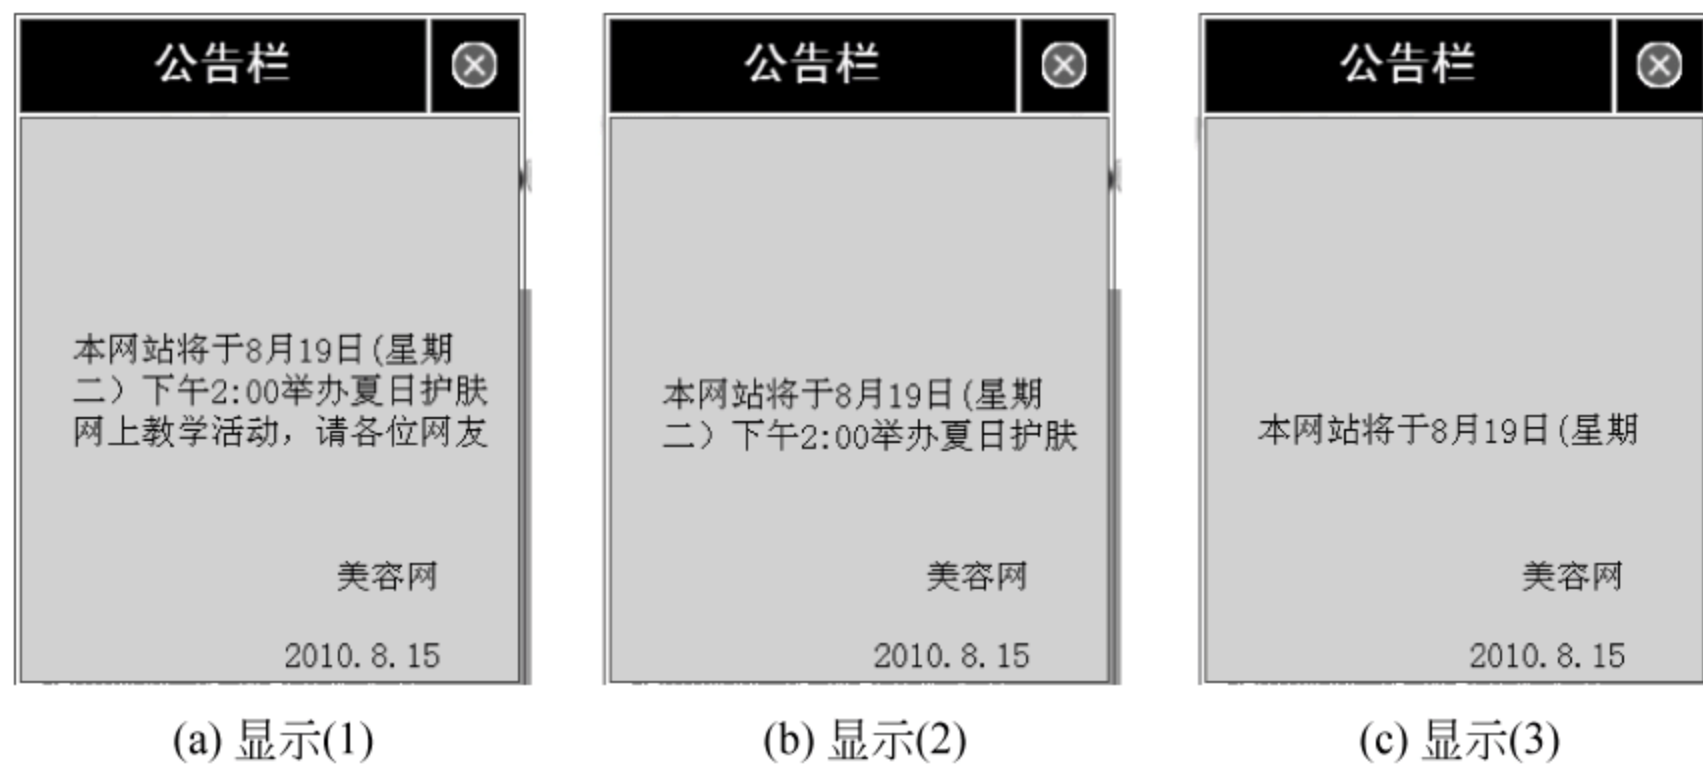 公告栏
本网站将于8月19日(星期
二）下午2:00举办夏日护肤
网上教学活动，请各位网友
美容网
2010.8.15
(a) 显示(1)
公告栏
本网站将于8月19日(星期
二）下午2:00举办夏日护肤
美容网
2010.8.15
(b) 显示(2)
公告栏
本网站将于8月19日(星期
美容网
2010.8.15
(c) 显示(3)